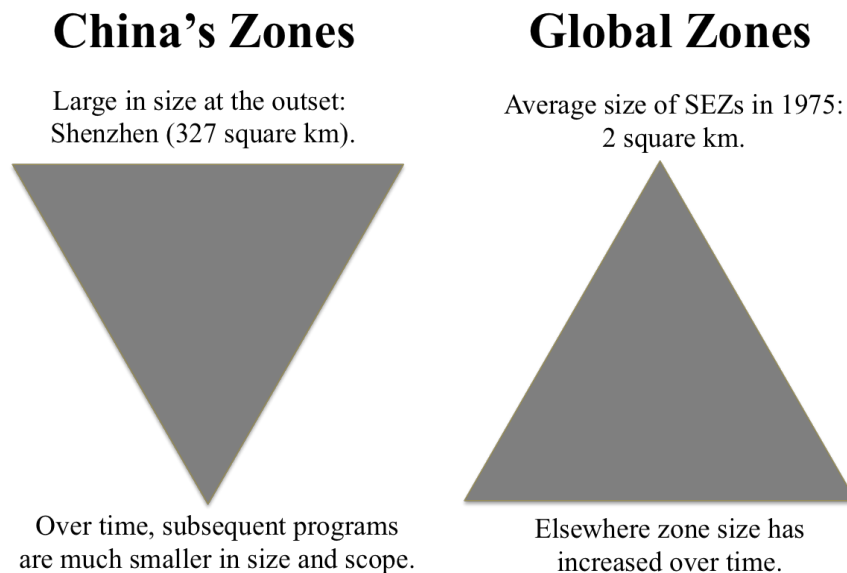 China's Zones
Large in size at the outset:
Shenzhen (327 square km).
Over time, subsequent programs
are much smaller in size and scope.
Global Zones
Average size of SEZs in 1975:
2 square km.
Elsewhere zone size has
increased over time.